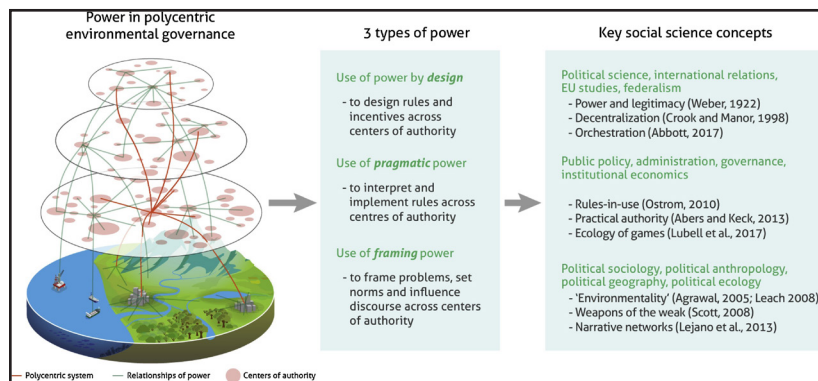 Power in polycentric
environmental governance
3 types of power
Key social science concepts
Use of power by design
- to design rules and
incentives across
centers of authority
Use of pragmatic power
- to interpret and
implement rules across
centres of authority
Use of framing power
- to frame problems, set
norms and influence
discourse across centers
of authority
Political science, international relations,
EU studies, federalism
- Power and legitimacy (Weber, 1922)
- Decentralization (Crook and Manor, 1998)
- Orchestration (Abbott, 2017)
Public policy, administration, governance,
institutional economics
- Rules-in-use (Ostrom, 2010)
- Practical authority (Abers and Keck, 2013)
- Ecology of games (Lubell et al., 2017)
Political sociology, political anthropology,
political geography, political ecology
- 'Environmentality' (Agrawal, 2005; Leach 2008)
- Weapons of the weak (Scott, 2008)
- Narrative networks (Lejano et al., 2013)
Polycentric system
Relationships of power
Centers of authority